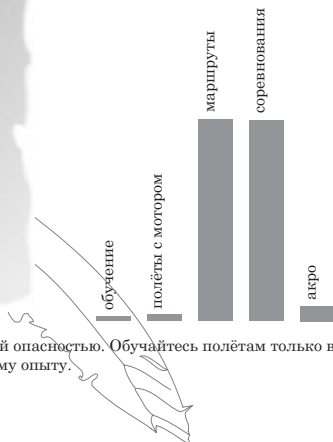 обучение
полёты с мотором
маршруты
соревнования
акро
й опасностью. Обучайтесь полётам только в
му опыту.